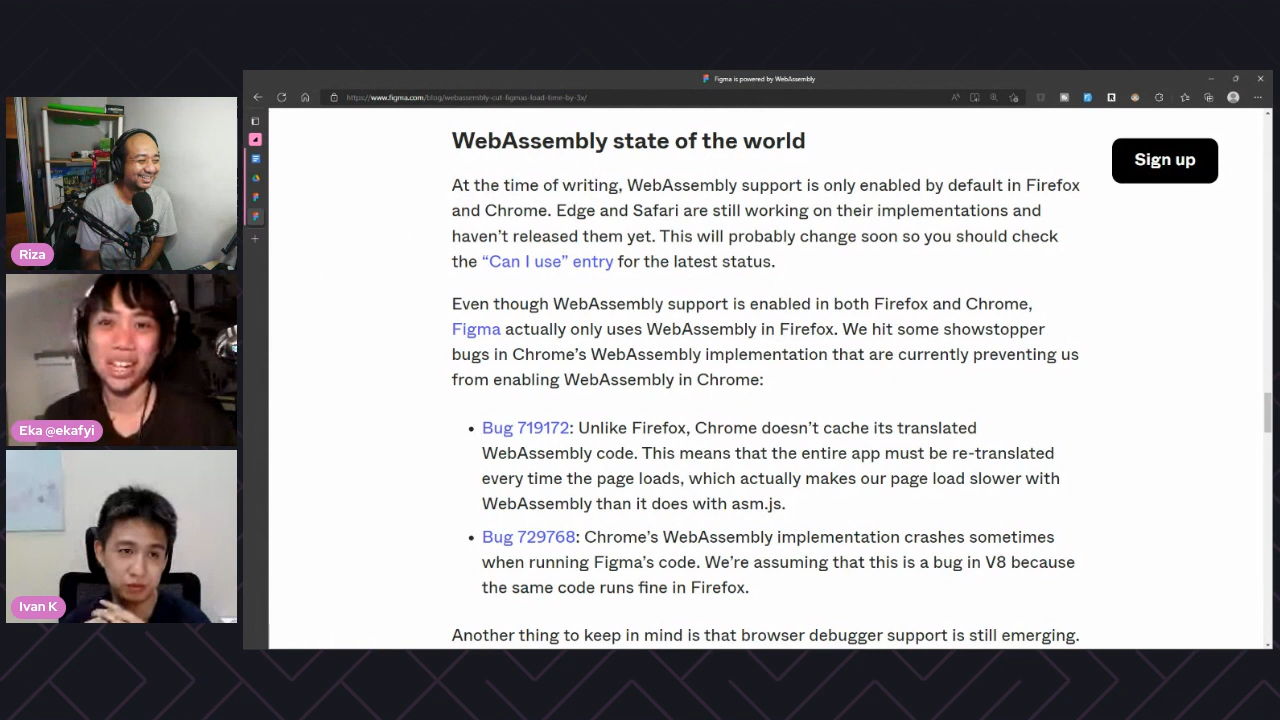 Figma is powered by WebAssembly
https://www.figma.com/blog/webassembly-cut-figmas-load-time-by-3x/
WebAssembly state of the world
Sign up
At the time of writing, WebAssembly support is only enabled by default in Firefox
and Chrome. Edge and Safari are still working on their implementations and
haven’t released them yet. This will probably change soon so you should check
the “Can I use” entry for the latest status.
Even though WebAssembly support is enabled in both Firefox and Chrome,
Figma actually only uses WebAssembly in Firefox. We hit some showstopper
bugs in Chrome’s WebAssembly implementation that are currently preventing us
from enabling WebAssembly in Chrome:
• Bug 719172: Unlike Firefox, Chrome doesn’t cache its translated
WebAssembly code. This means that the entire app must be re-translated
every time the page loads, which actually makes our page load slower with
WebAssembly than it does with asm.js.
• Bug 729768: Chrome’s WebAssembly implementation crashes sometimes
when running Figma’s code. We’re assuming that this is a bug in V8 because
the same code runs fine in Firefox.
Another thing to keep in mind is that browser debugger support is still emerging.
Riza
Eka @ekafyi
Ivan K